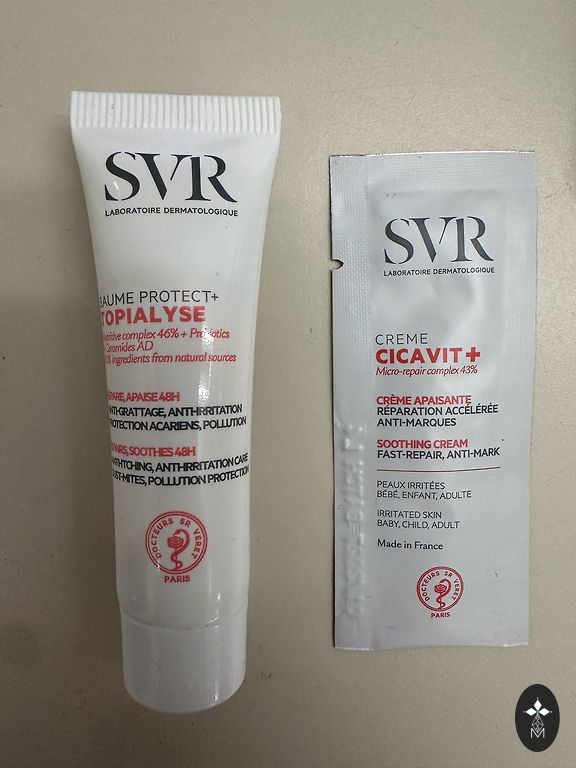 SVR
LABORATOIRE DERMATOLOGIQUE
BAUME PROTECT+
TOPIALYSE
nutritive complex 46% + Probiotics
Ceramides AD
ingredients from natural sources
APAISE 48H
ANTI-GRATTAGE, ANTI-IRRITATION
PROTECTION ACARIENS, POLLUTION
SOOTHES 48H
ANTI-ITCHING, ANTI-IRRITATION CARE
DUST-MITES, POLLUTION PROTECTION
DOCTEURS SR VERET
PARIS
SVR
LABORATOIRE DERMATOLOGIQUE
CREME
CICAVIT+
Micro-repair complex 43%
CRÈME APAISANTE
RÉPARATION ACCÉLÉRÉE
ANTI-MARQUES
SOOTHING CREAM
FAST-REPAIR, ANTI-MARK
PEAUX IRRITÉES
BÉBÉ, ENFANT, ADULTE
IRRITATED SKIN
BABY, CHILD, ADULT
Made in France
DOCTEURS SR VERET
PARIS